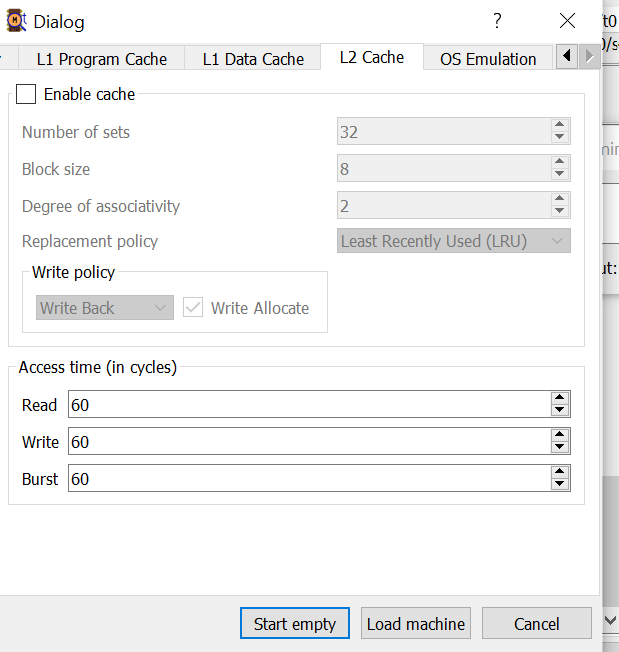 Dialog
?
L1 Program Cache
L1 Data Cache
L2 Cache
OS Emulation
Enable cache
Number of sets
32
Block size
8
Degree of associativity
2
Replacement policy
Least Recently Used (LRU)
Write policy
Write Back
Write Allocate
Access time (in cycles)
Read
60
Write
60
Burst
60
Start empty
Load machine
Cancel